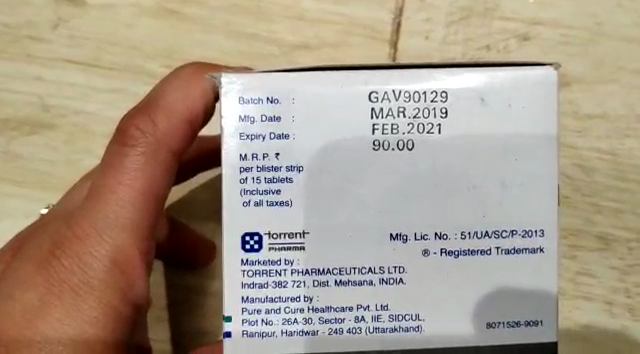 Batch No. : GAV90129
Mfg. Date : MAR.2019
Expiry Date : FEB.2021
M.R.P. ₹ 90.00
per blister strip
of 15 tablets
(Inclusive
of all taxes)
torrent
PHARMA
Mfg. Lic. No. : 51/UA/SC/P-2013
® - Registered Trademark
Marketed by :
TORRENT PHARMACEUTICALS LTD.
Indrad-382 721, Dist. Mehsana, INDIA.
Manufactured by :
Pure and Cure Healthcare Pvt. Ltd.
Plot No.: 26A-30, Sector - 8A, IIE, SIDCUL,
Ranipur, Haridwar - 249 403 (Uttarakhand).
8071526-9091